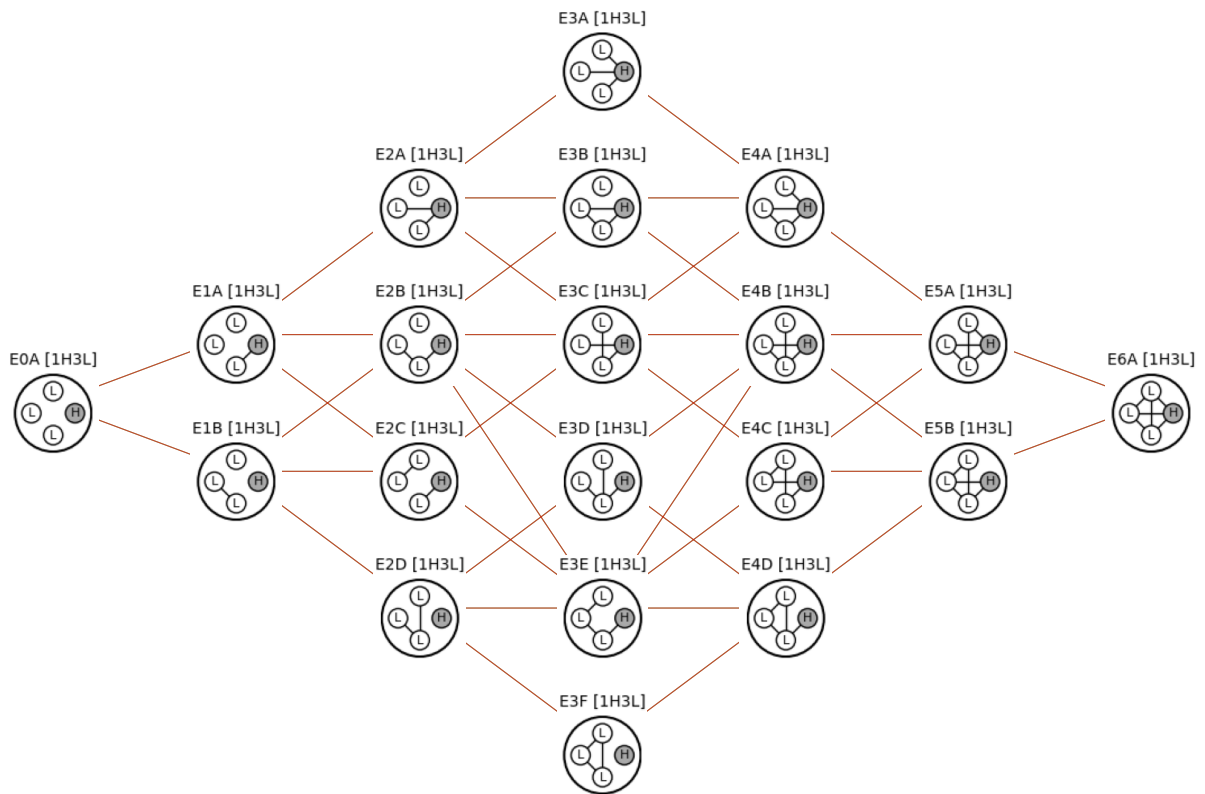 E3A [1H3L]
L
L H
L
E2A [1H3L] E3B [1H3L] E4A [1H3L]
L L L
L H L H L H
L L L
E1A [1H3L] E2B [1H3L] E3C [1H3L] E4B [1H3L] E5A [1H3L]
L L L L L
L H L H L H L H L H
L L L L L
E0A [1H3L] E6A [1H3L]
L L
L H L H
L L
E1B [1H3L] E2C [1H3L] E3D [1H3L] E4C [1H3L] E5B [1H3L]
L L L L L
L H L H L H L H L H
L L L L L
E2D [1H3L] E3E [1H3L] E4D [1H3L]
L L L
L H L H L H
L L L
E3F [1H3L]
L
L H
L